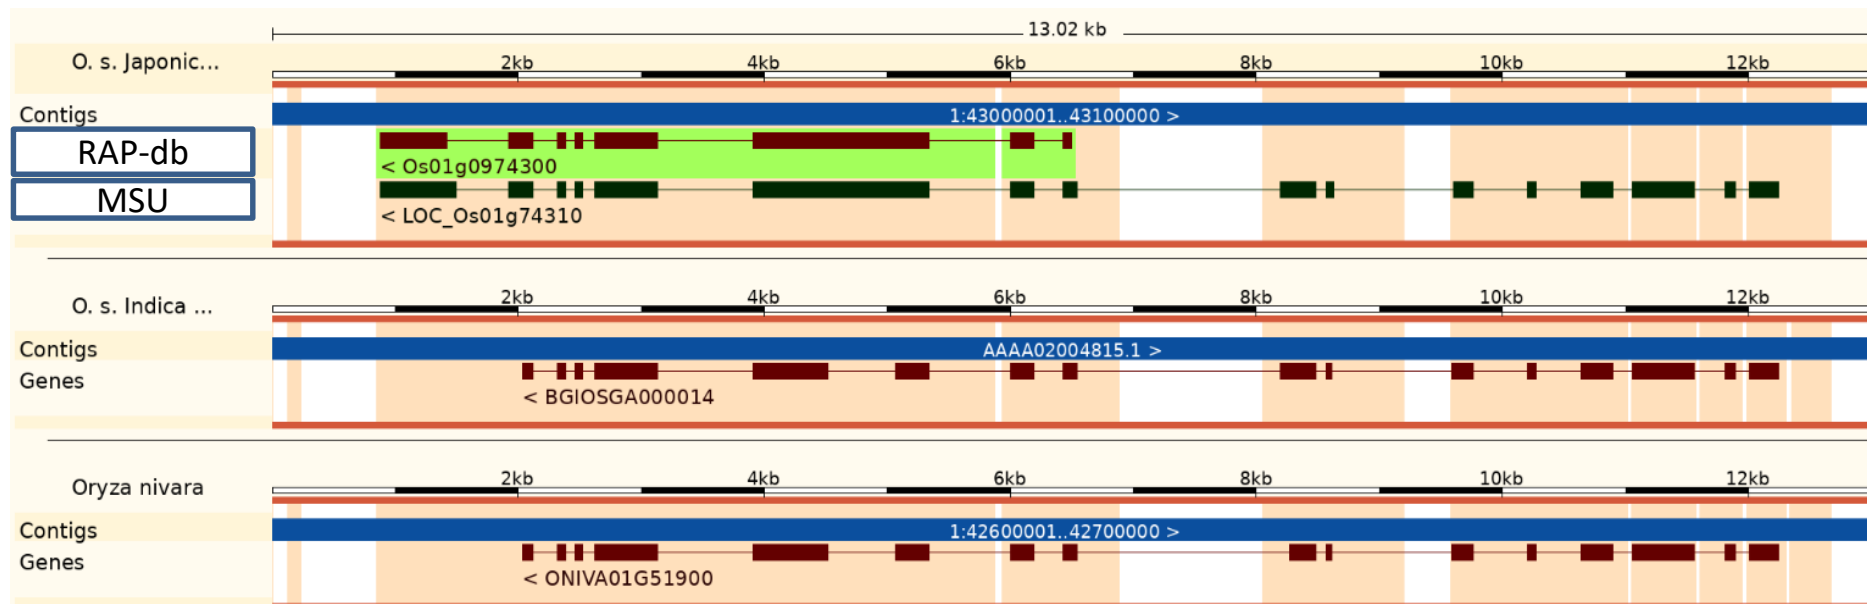 13.02 kb
O. s. Japonic...
2kb 4kb 6kb 8kb 10kb 12kb
Contigs
1:43000001..43100000 >
RAP-db
< Os01g0974300
MSU
< LOC_Os01g74310
O. s. Indica ...
2kb 4kb 6kb 8kb 10kb 12kb
Contigs
AAAA02004815.1 >
Genes
< BGIOSGA000014
Oryza nivara
2kb 4kb 6kb 8kb 10kb 12kb
Contigs
1:42600001..42700000 >
Genes
< ONIVA01G51900